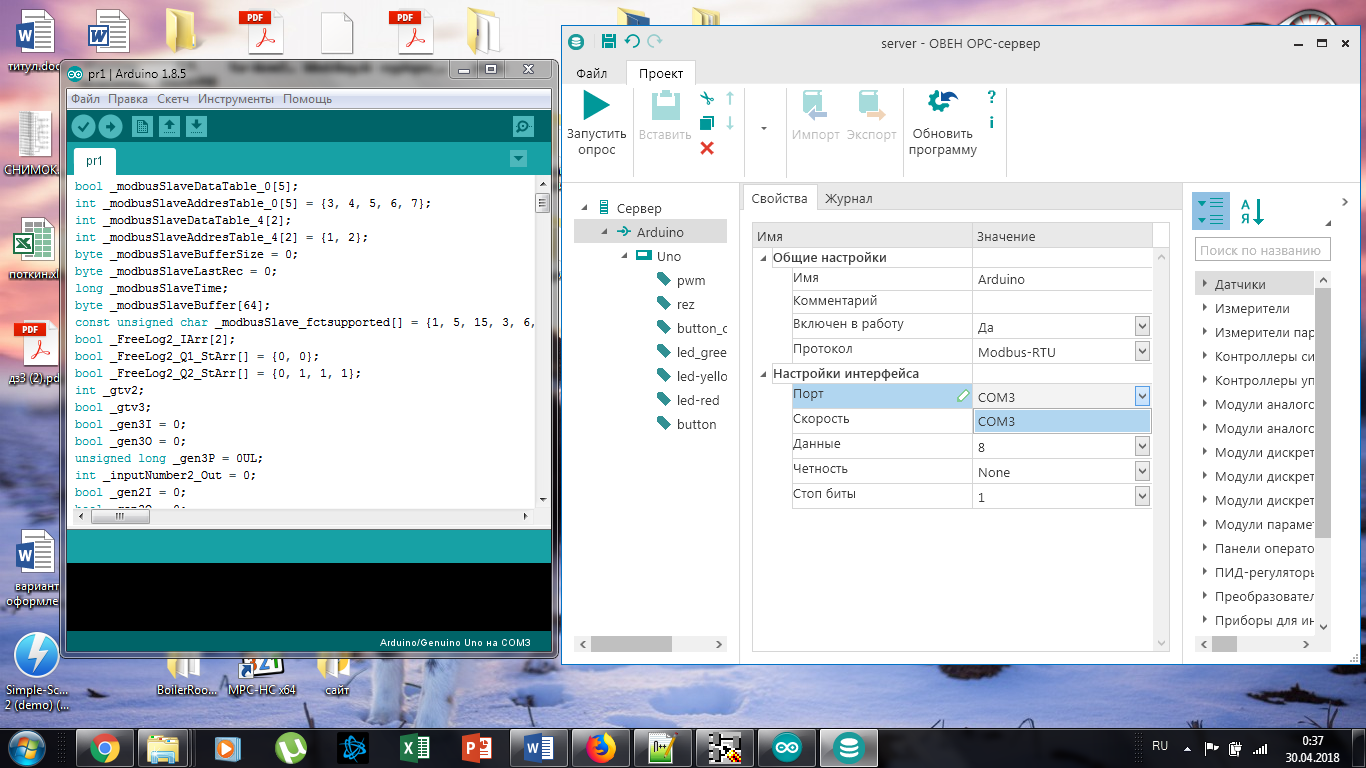 титул.doc
PDF
PDF
СНИМОК.
поткин.xl
PDF
дз3 (2).pd
вариант
оформле
Simple-Sc...
2 (demo) (...
BoilerRoo...
MPC-HC x64
сайт
pr1 | Arduino 1.8.5
Файл Правка Скетч Инструменты Помощь
pr1
bool _modbusSlaveDataTable_0[5];
int _modbusSlaveAddresTable_0[5] = {3, 4, 5, 6, 7};
int _modbusSlaveDataTable_4[2];
int _modbusSlaveAddresTable_4[2] = {1, 2};
byte _modbusSlaveBufferSize = 0;
byte _modbusSlaveLastRec = 0;
long _modbusSlaveTime;
byte _modbusSlaveBuffer[64];
const unsigned char _modbusSlave_fctsupported[] = {1, 5, 15, 3, 6,
bool _FreeLog2_IArr[2];
bool _FreeLog2_Q1_StArr[] = {0, 0};
bool _FreeLog2_Q2_StArr[] = {0, 1, 1, 1};
int _gtv2;
bool _gtv3;
bool _gen3I = 0;
bool _gen3O = 0;
unsigned long _gen3P = 0UL;
int _inputNumber2_Out = 0;
bool _gen2I = 0;
bool _gen2O = 0;
Arduino/Genuino Uno на COM3
server - ОВЕН OPC-сервер
Файл Проект
Запустить
опрос
Вставить
Импорт
Экспорт
Обновить
программу
Сервер
Arduino
Uno
pwm
rez
button_c
led_gree
led-yello
led-red
button
Свойства Журнал
Имя Значение
Общие настройки
Имя Arduino
Комментарий
Включен в работу Да
Протокол Modbus-RTU
Настройки интерфейса
Порт COM3
Скорость COM3
Данные 8
Четность None
Стоп биты 1
А
Я
Поиск по названию
Датчики
Измерители
Измерители пар
Контроллеры си
Контроллеры уп
Модули аналогс
Модули аналогс
Модули дискрет
Модули дискрет
Модули дискрет
Модули парамет
Панели операто
ПИД-регуляторы
Преобразовател
Приборы для ин
RU
0:37
30.04.2018